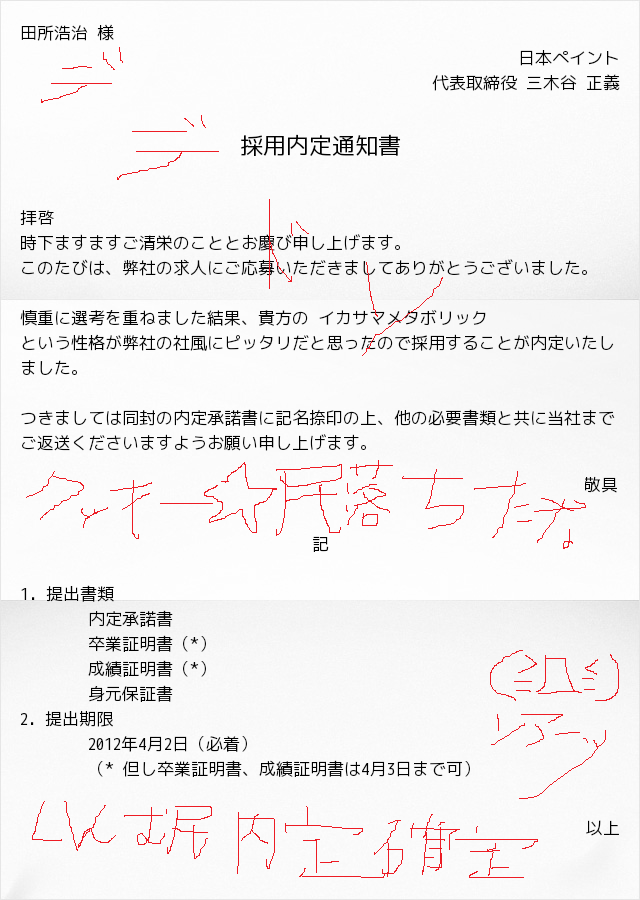 田所浩治 様
日本ペイント
代表取締役 三木谷 正義
デデドン
採用内定通知書
拝啓
時下ますますご清栄のこととお慶び申し上げます。
このたびは、弊社の求人にご応募いただきましてありがとうございました。
慎重に選考を重ねました結果、貴方の イカサマメタボリック
という性格が弊社の社風にピッタリだと思ったので採用することが内定いたし
ました。
つきましては同封の内定承諾書に記名捺印の上、他の必要書類と共に当社まで
ご返送くださいますようお願い申し上げます。
敬具
クッキー☆ 落ちたな
記
1. 提出書類
内定承諾書
卒業証明書（*）
成績証明書（*）
身元保証書
2. 提出期限
2012年4月2日（必着）
（* 但し卒業証明書、成績証明書は4月3日まで可）
(≧Д≦)
レアーッ
以上
内定確定